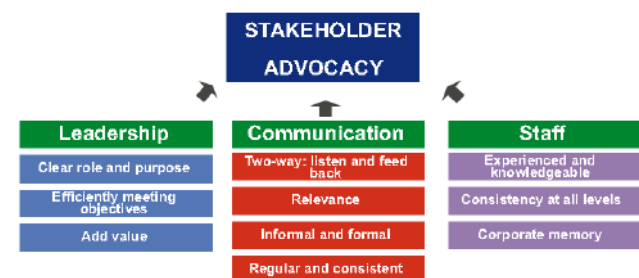 STAKEHOLDER
ADVOCACY
Leadership
Clear role and purpose
Efficiently meeting
objectives
Add value
Communication
Two-way: listen and feed
back
Relevance
Informal and formal
Regular and consistent
Staff
Experienced and
knowledgeable
Consistency at all levels
Corporate memory